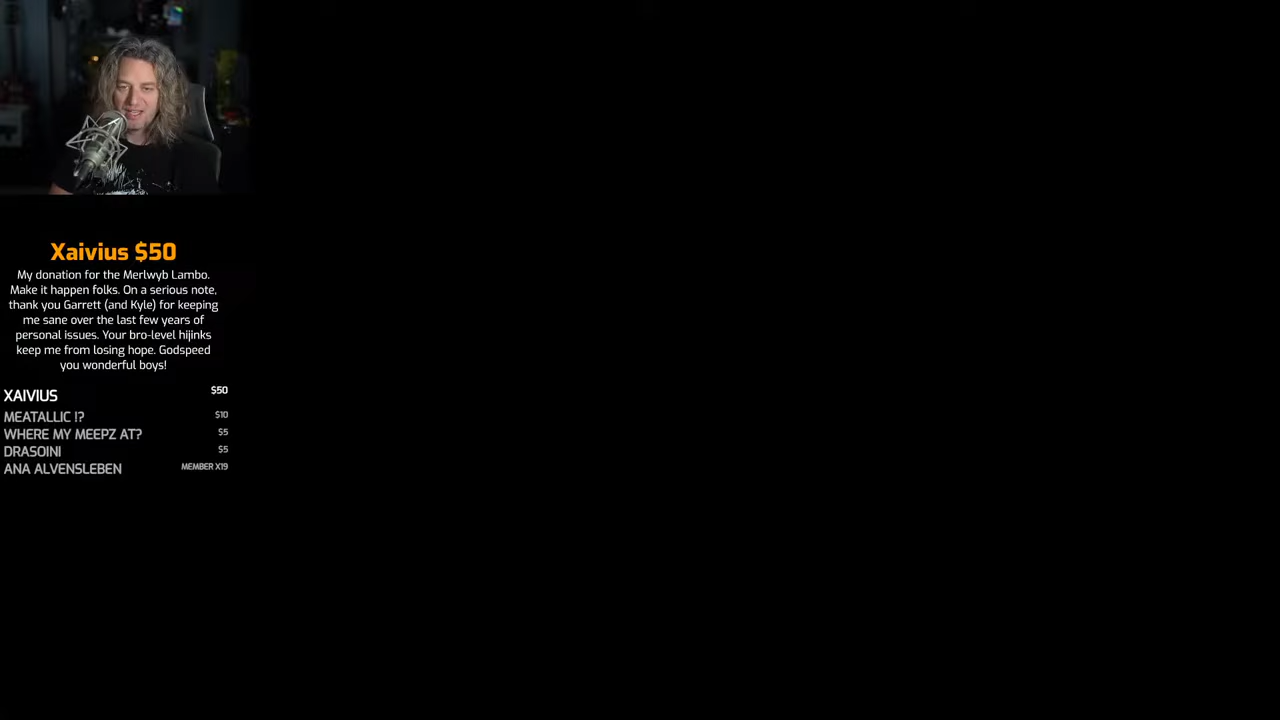 Xaivius $50
My donation for the Merlwyb Lambo.
Make it happen folks. On a serious note,
thank you Garrett (and Kyle) for keeping
me sane over the last few years of
personal issues. Your bro-level hijinks
keep me from losing hope. Godspeed
you wonderful boys!
XAIVIUS $50
MEATALLIC !? $10
WHERE MY MEEPZ AT? $5
DRASOINI $5
ANA ALVENSLEBEN MEMBER X19